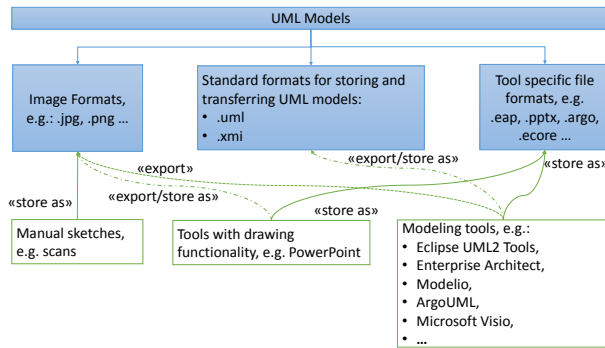 UML Models
Image Formats,
e.g.: .jpg, .png ...
Standard formats for storing and
transferring UML models:
• .uml
• .xmi
Tool specific file
formats, e.g.
.eap, .pptx, .argo,
.ecore ...
«export/store as»
«export»
«store as»
«store as»
«export/store as»
«store as»
Manual sketches,
e.g. scans
Tools with drawing
functionality, e.g. PowerPoint
Modeling tools, e.g.:
• Eclipse UML2 Tools,
• Enterprise Architect,
• Modelio,
• ArgoUML,
• Microsoft Visio,
• ...